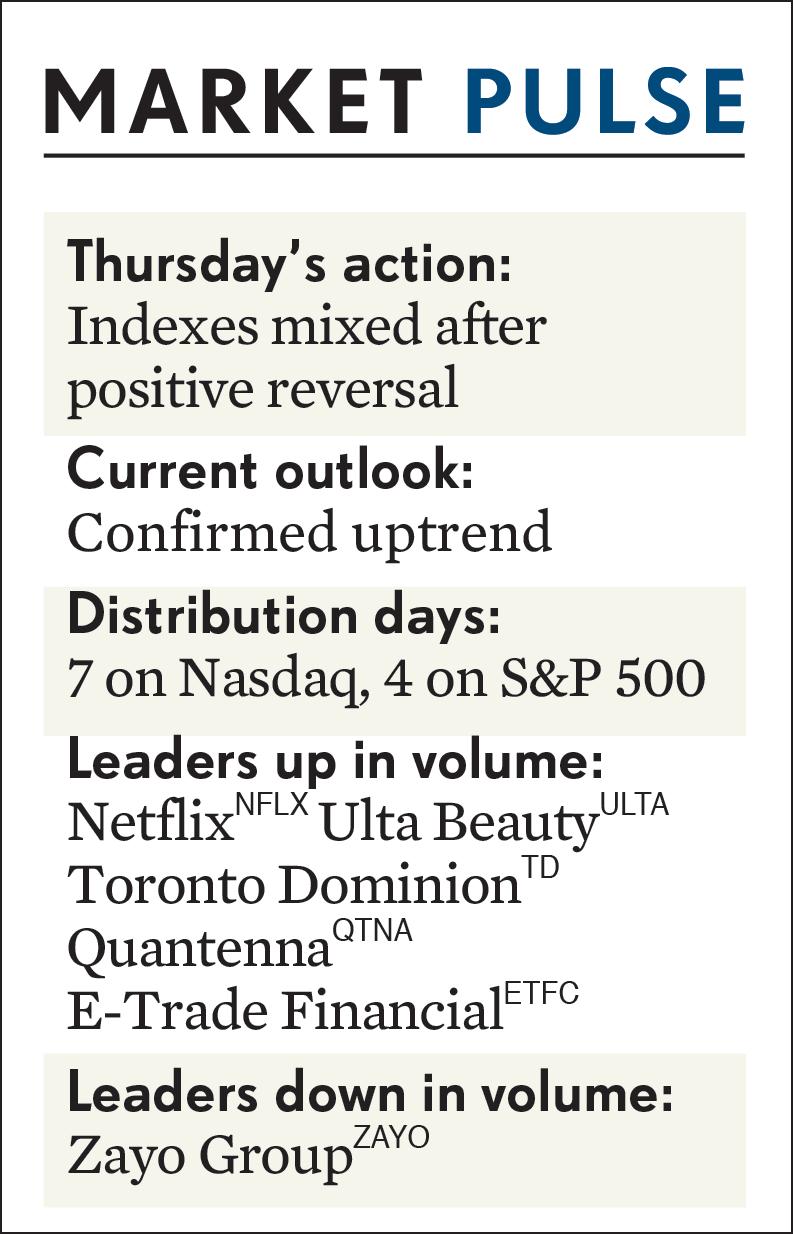 MARKET PULSE
Thursday’s action:
Indexes mixed after
positive reversal
Current outlook:
Confirmed uptrend
Distribution days:
7 on Nasdaq, 4 on S&P 500
Leaders up in volume:
Netflix NFLX Ulta Beauty ULTA
Toronto Dominion TD
Quantenna QTNA
E-Trade Financial ETFC
Leaders down in volume:
Zayo Group ZAYO